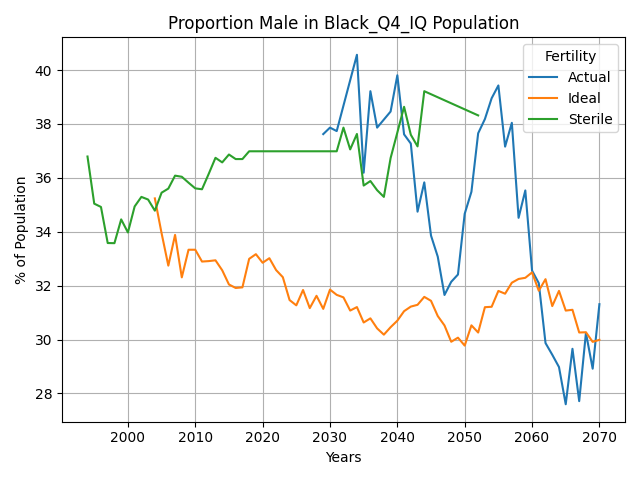 Proportion Male in Black_Q4_IQ Population
Fertility
Actual
Ideal
Sterile
% of Population
40
38
36
34
32
30
28
2000
2010
2020
2030
2040
2050
2060
2070
Years